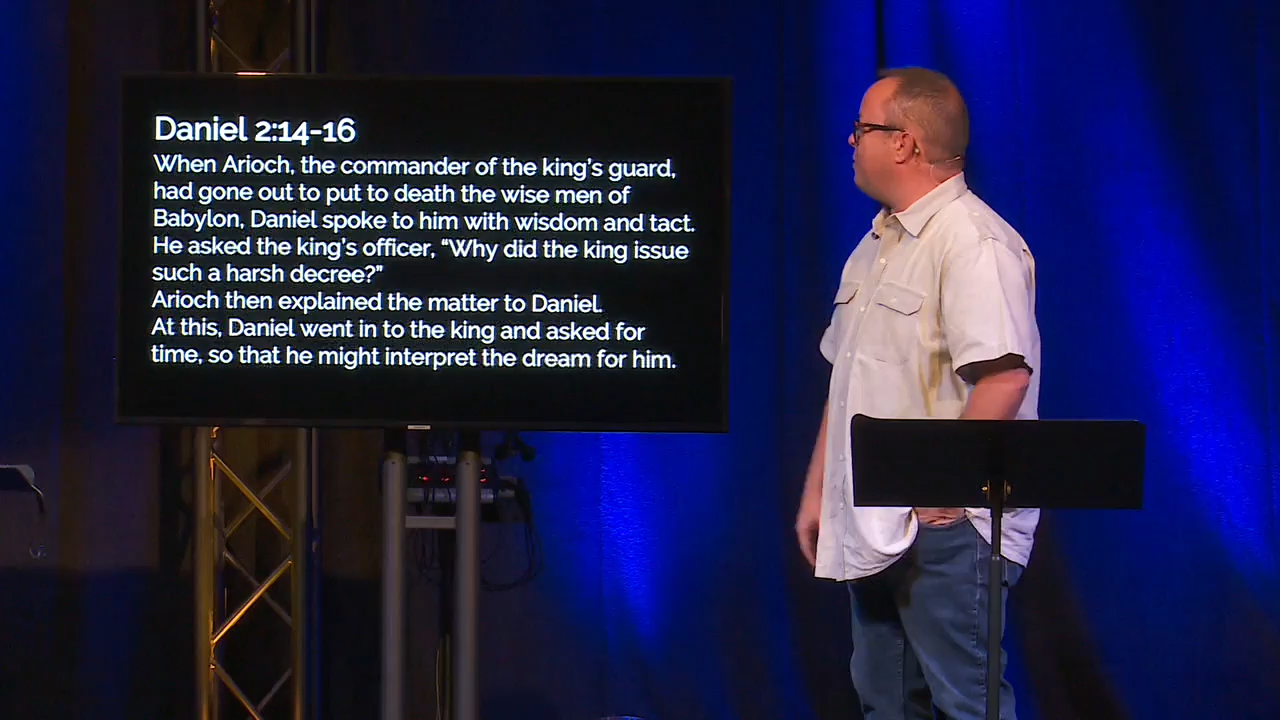 Daniel 2:14-16
When Arioch, the commander of the king's guard,
had gone out to put to death the wise men of
Babylon, Daniel spoke to him with wisdom and tact.
He asked the king's officer, “Why did the king issue
such a harsh decree?”
Arioch then explained the matter to Daniel.
At this, Daniel went in to the king and asked for
time, so that he might interpret the dream for him.